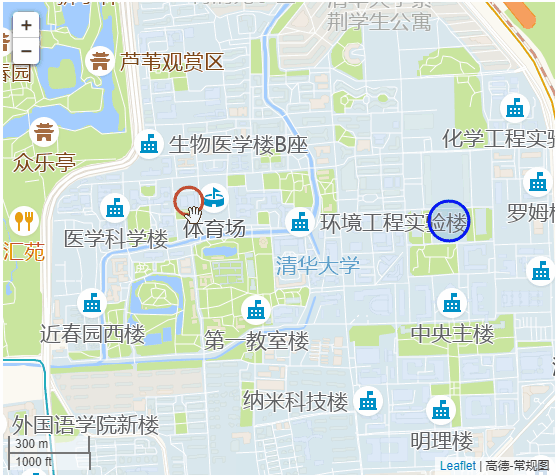 +
清华大学紫
荆学生公寓
−
芦苇观赏区
近春园
化学工程实验
生物医学楼B座
众乐亭
罗姆楼
体育场
环境工程实验楼
医学科学楼
汇苑
清华大学
近春园西楼
第一教室楼
中央主楼
纳米科技楼
外国语学院新楼
明理楼
300 m
1000 ft
Leaflet | 高德-常规图